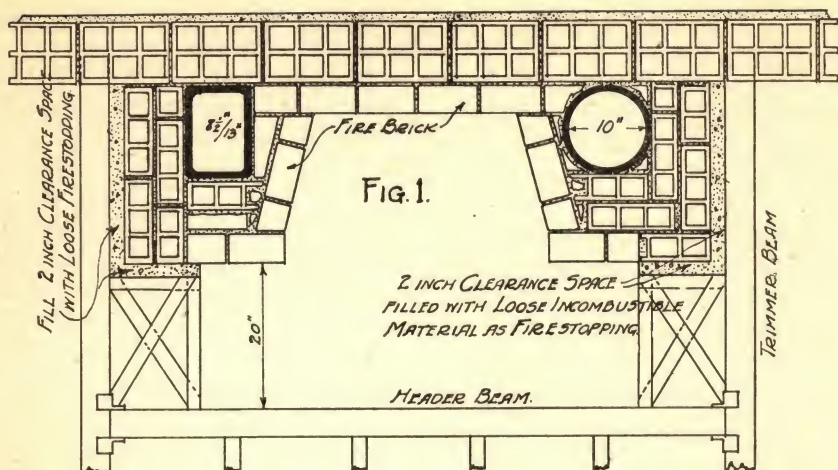 FILL 2 INCH CLEARANCE SPACE
WITH LOOSE FIRESTOPPING
8½"/13"
FIRE BRICK
10"
FIG. 1.
2 INCH CLEARANCE SPACE
FILLED WITH LOOSE INCOMBUSTIBLE
MATERIAL AS FIRESTOPPING.
TRIMMER BEAM
20"
HEADER BEAM.